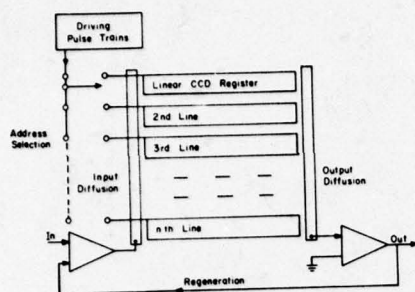 Driving
Pulse Trains
Linear CCD Register
2nd Line
3rd Line
Address
Selection
Input
Diffusion
Output
Diffusion
nth Line
In
Out
Regeneration